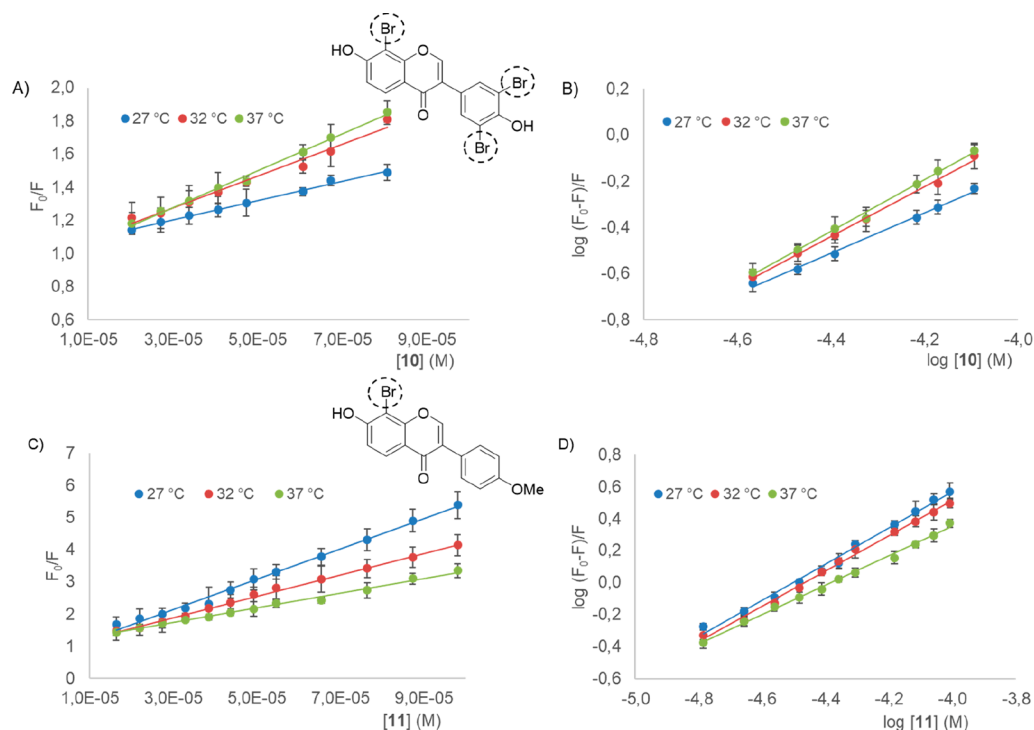 A)
Br
HO
O
O
Br
OH
Br
27 °C 32 °C 37 °C
F₀/F
2,0
1,8
1,6
1,4
1,2
1,0
0,8
0,6
1,0E-05 3,0E-05 5,0E-05 7,0E-05 9,0E-05
[10] (M)
B)
27 °C 32 °C 37 °C
log (F₀-F)/F
0,2
0,0
-0,2
-0,4
-0,6
-0,8
-4,8 -4,6 -4,4 -4,2 -4,0
log [10] (M)
C)
Br
HO
O
O
OMe
27 °C 32 °C 37 °C
F₀/F
7
6
5
4
3
2
1
0
1,0E-05 3,0E-05 5,0E-05 7,0E-05 9,0E-05
[11] (M)
D)
27 °C 32 °C 37 °C
log (F₀-F)/F
0,8
0,6
0,4
0,2
0,0
-0,2
-0,4
-0,6
-5,0 -4,8 -4,6 -4,4 -4,2 -4,0 -3,8
log [11] (M)